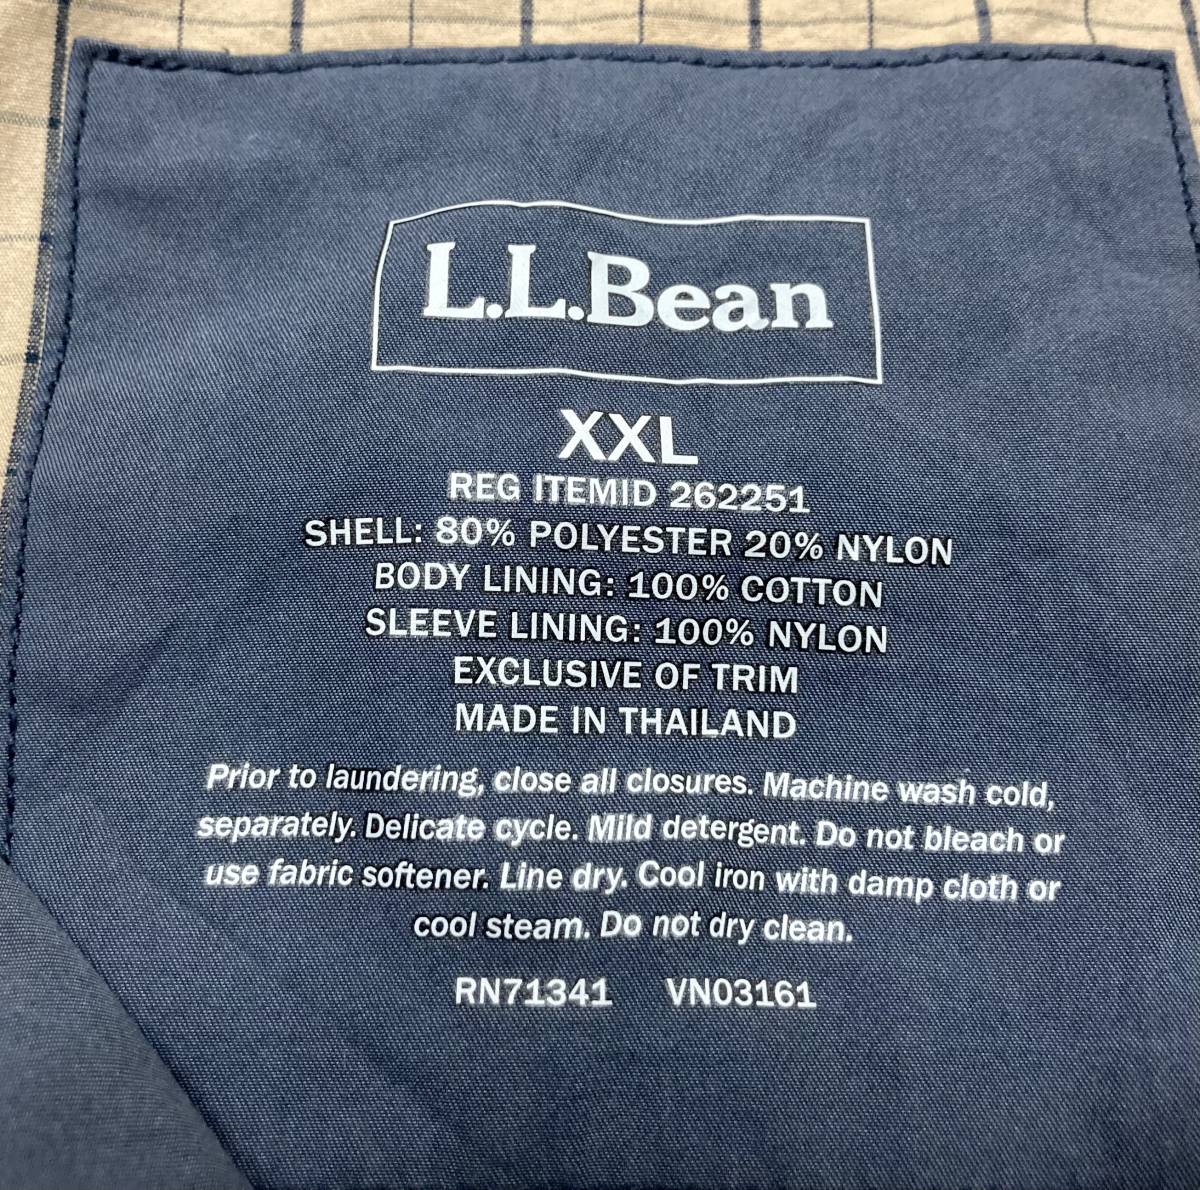 L.L.Bean
XXL
REG ITEMID 262251
SHELL: 80% POLYESTER 20% NYLON
BODY LINING: 100% COTTON
SLEEVE LINING: 100% NYLON
EXCLUSIVE OF TRIM
MADE IN THAILAND
Prior to laundering, close all closures. Machine wash cold,
separately. Delicate cycle. Mild detergent. Do not bleach or
use fabric softener. Line dry. Cool iron with damp cloth or
cool steam. Do not dry clean.
RN71341 VN03161